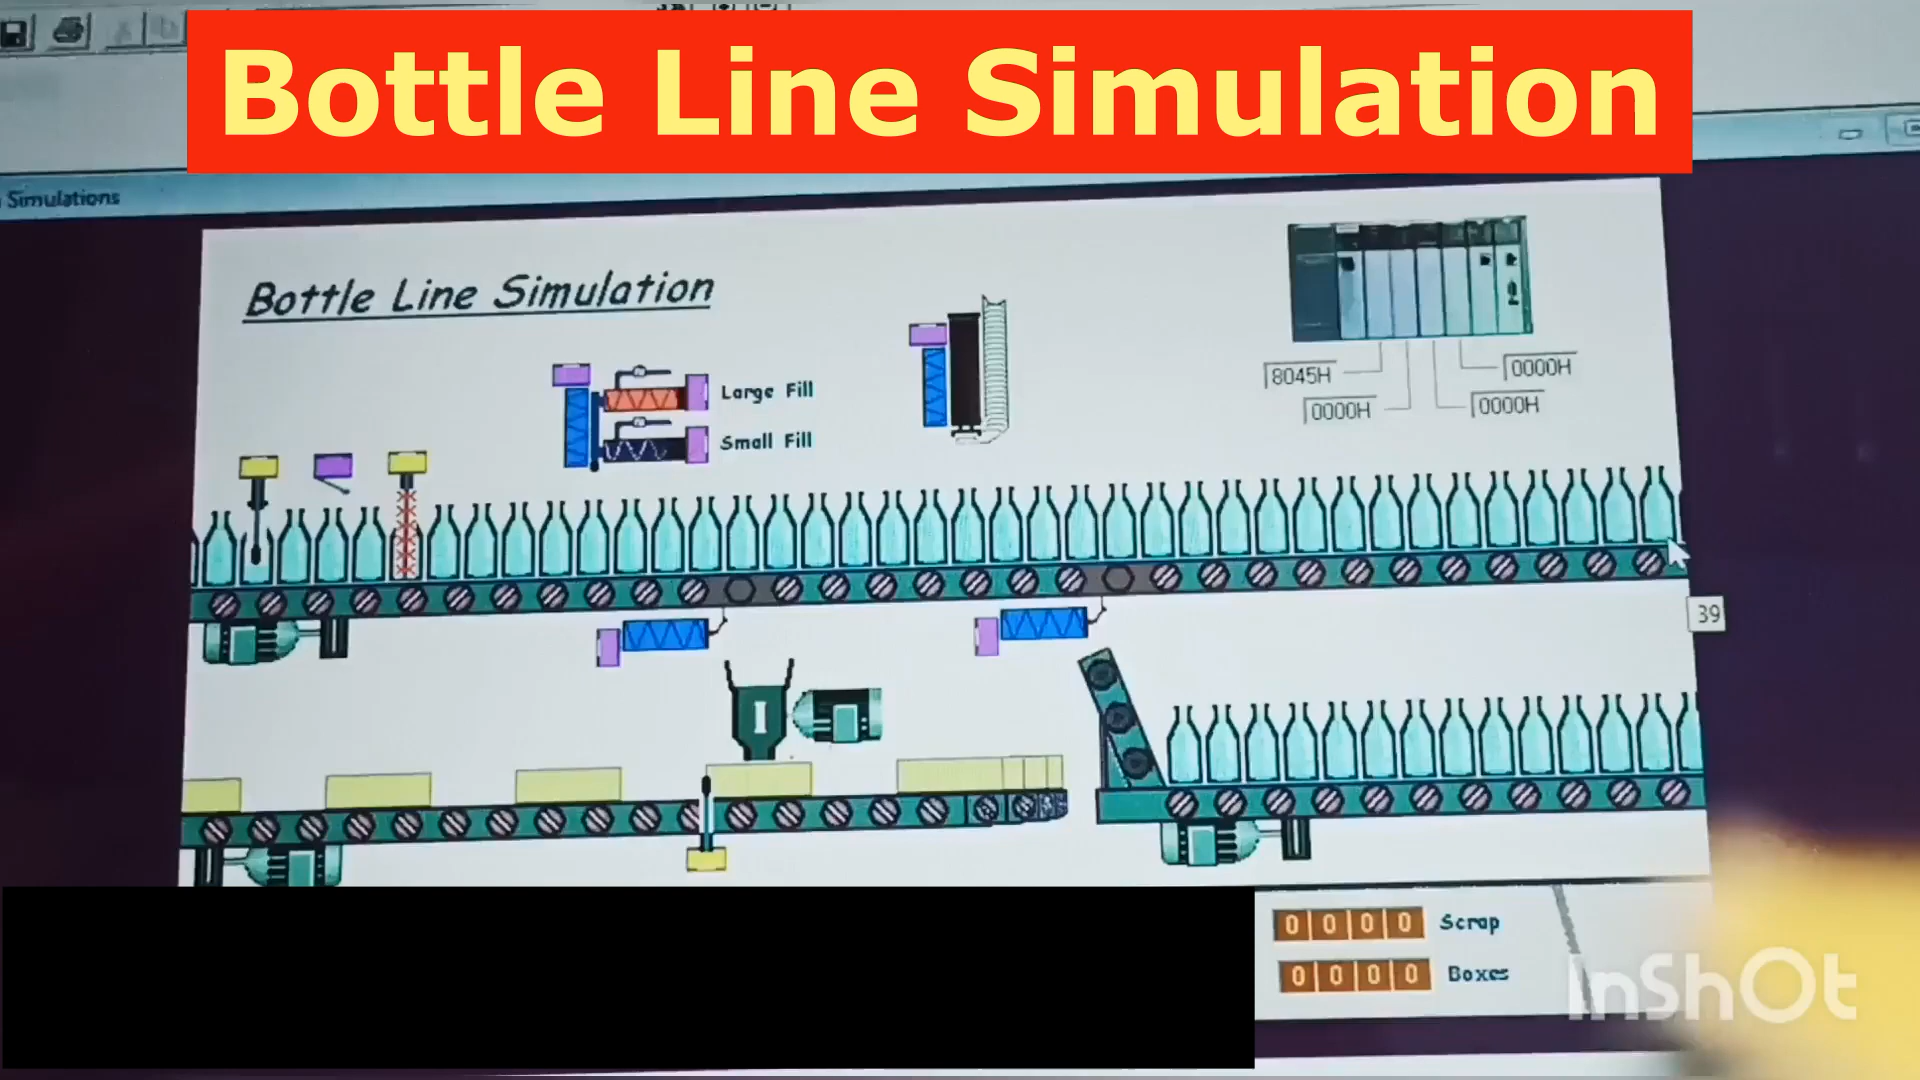 Bottle Line Simulation
Simulations
Bottle Line Simulation
Large Fill
Small Fill
8045H
0000H
0000H
0000H
39
0 0 0 0 Scrap
0 0 0 0 Boxes
InShOt